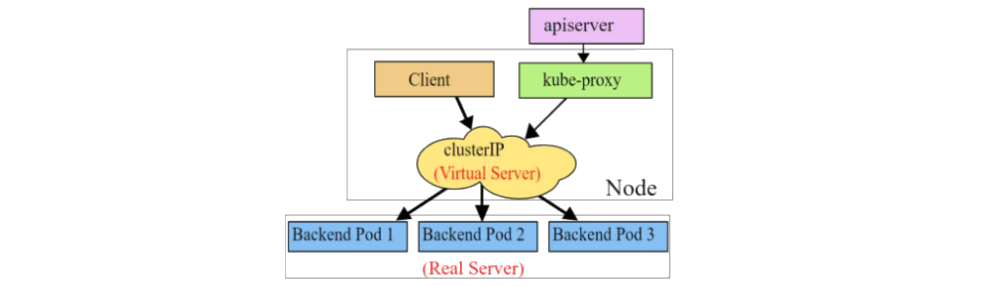 apiserver
Client
kube-proxy
clusterIP
(Virtual Server)
Node
Backend Pod 1
Backend Pod 2
Backend Pod 3
(Real Server)